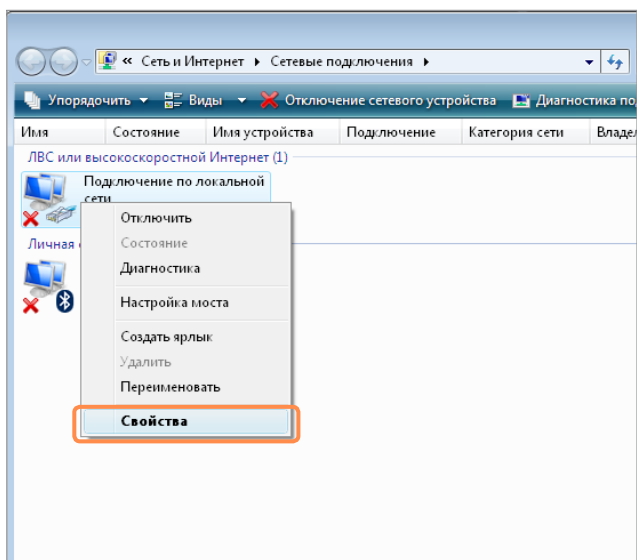 « Сеть и Интернет Сетевые подключения
Упорядочить Виды Отключение сетевого устройства Диагностика по
Имя Состояние Имя устройства Подключение Категория сети Владел
ЛВС или высокоскоростной Интернет (1)
Подключение по локальной
сети
Отключить
Личная
Состояние
Диагностика
Настройка моста
Создать ярлык
Удалить
Переименовать
Свойства